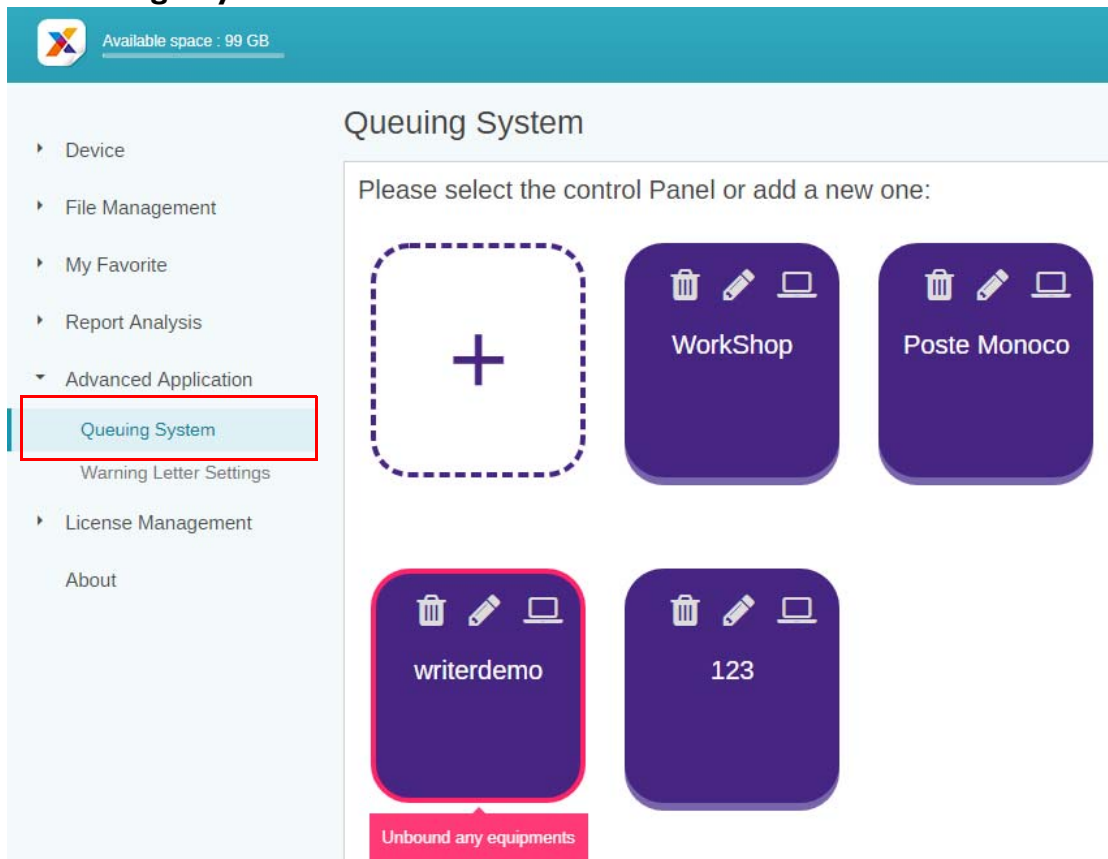 Available space : 99 GB
Device
File Management
My Favorite
Report Analysis
Advanced Application
Queuing System
Warning Letter Settings
License Management
About
Queuing System
Please select the control Panel or add a new one:
+
WorkShop
Poste Monoco
writerdemo
123
Unbound any equipments